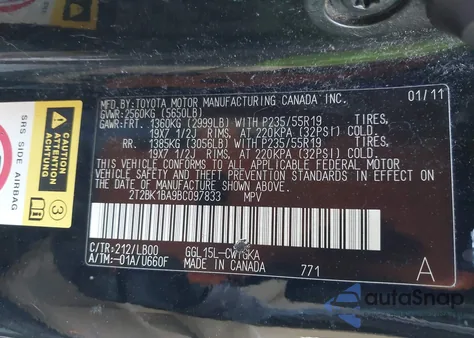 MFD.BY:TOYOTA MOTOR MANUFACTURING CANADA INC. 01/11
GVWR:2560KG (5650LB)
GAWR:FRT. 1360KG (2999LB) WITH P235/55R19 TIRES,
19X7 1/2J RIMS, AT 220KPA (32PSI) COLD.
RR. 1385KG (3056LB) WITH P235/55R19 TIRES,
19X7 1/2J RIMS, AT 220KPA (32PSI) COLD.
THIS VEHICLE CONFORMS TO ALL APPLICABLE FEDERAL MOTOR
VEHICLE SAFETY AND THEFT PREVENTION STANDARDS IN EFFECT ON
THE DATE OF MANUFACTURE SHOWN ABOVE.
2T2BK1BA9BC097833 MPV
C/TR:212/LB00 GGL15L-
A/TM:-01A/U660F MADE IN CANADA 771 A
SRS SIDE AIRBAG
CAUTION
ATTENTION
ACHTUNG
3
autoSnap